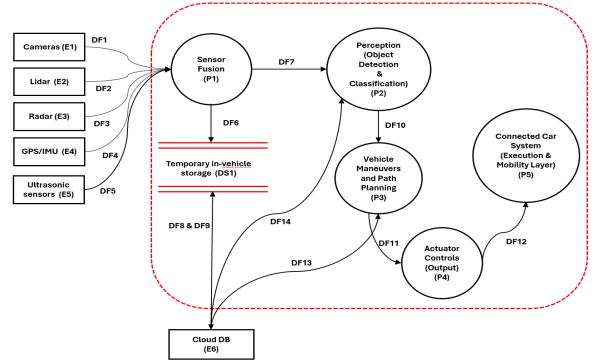 Cameras (E1)
Lidar (E2)
Radar (E3)
GPS/IMU (E4)
Ultrasonic
sensors (E5)
DF1
DF2
DF3
DF4
DF5
Sensor
Fusion
(P1)
DF7
Perception
(Object
Detection
&
Classification)
(P2)
DF6
DF10
Temporary in-vehicle
storage (DS1)
Vehicle
Maneuvers
and Path
Planning
(P3)
Connected Car
System
(Execution &
Mobility Layer)
(P5)
DF8 & DF9
DF14
DF13
DF11
Actuator
Controls
(Output)
(P4)
DF12
Cloud DB
(E6)